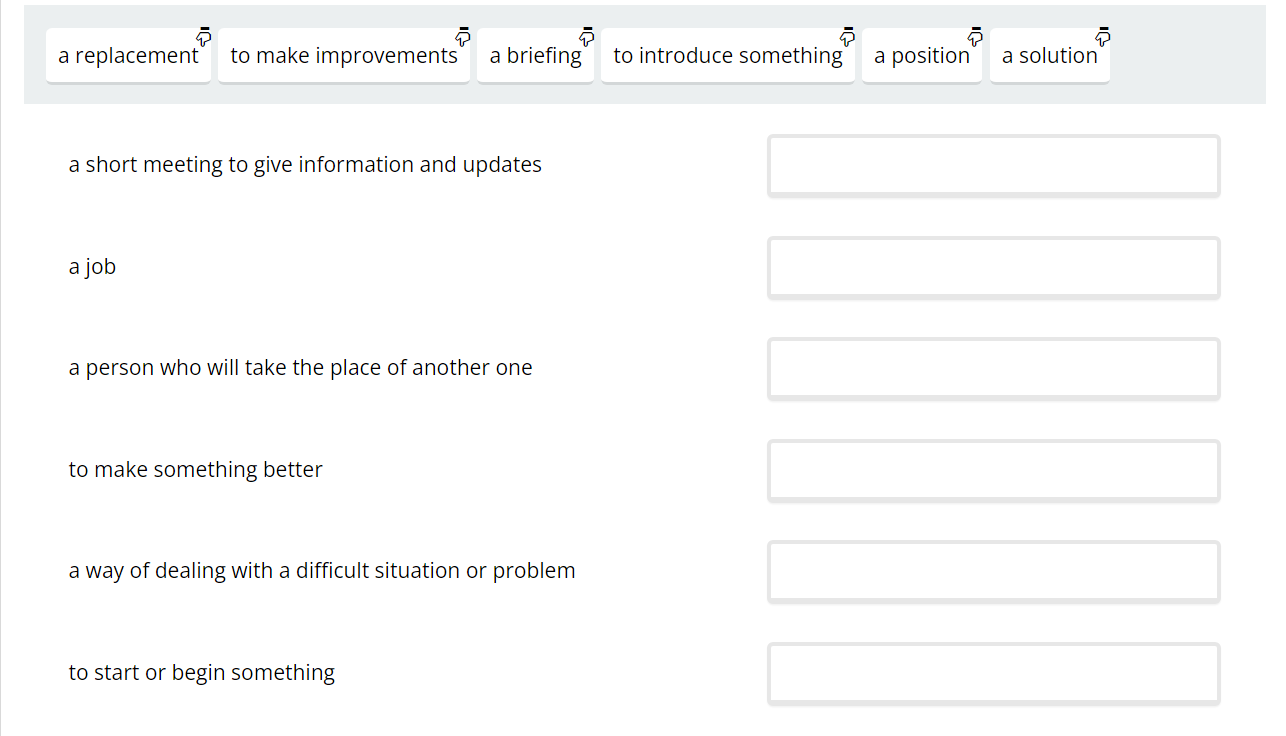 a replacement to make improvements a briefing to introduce something a position a solution
a short meeting to give information and updates
a job
a person who will take the place of another one
to make something better
a way of dealing with a difficult situation or problem
to start or begin something